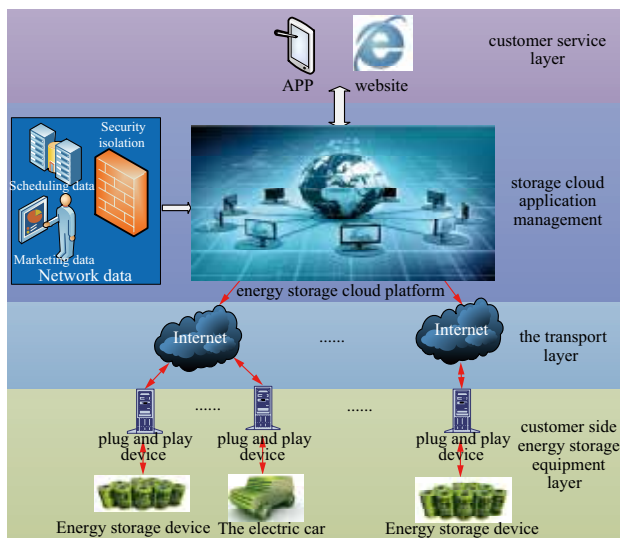 customer service
layer
APP
website
Security
isolation
Scheduling data
Marketing data
Network data
storage cloud
application
management
energy storage cloud platform
Internet
......
Internet
the transport
layer
......
......
plug and play
device
plug and play
device
plug and play
device
customer side
energy storage
equipment
layer
Energy storage device
The electric car
Energy storage device